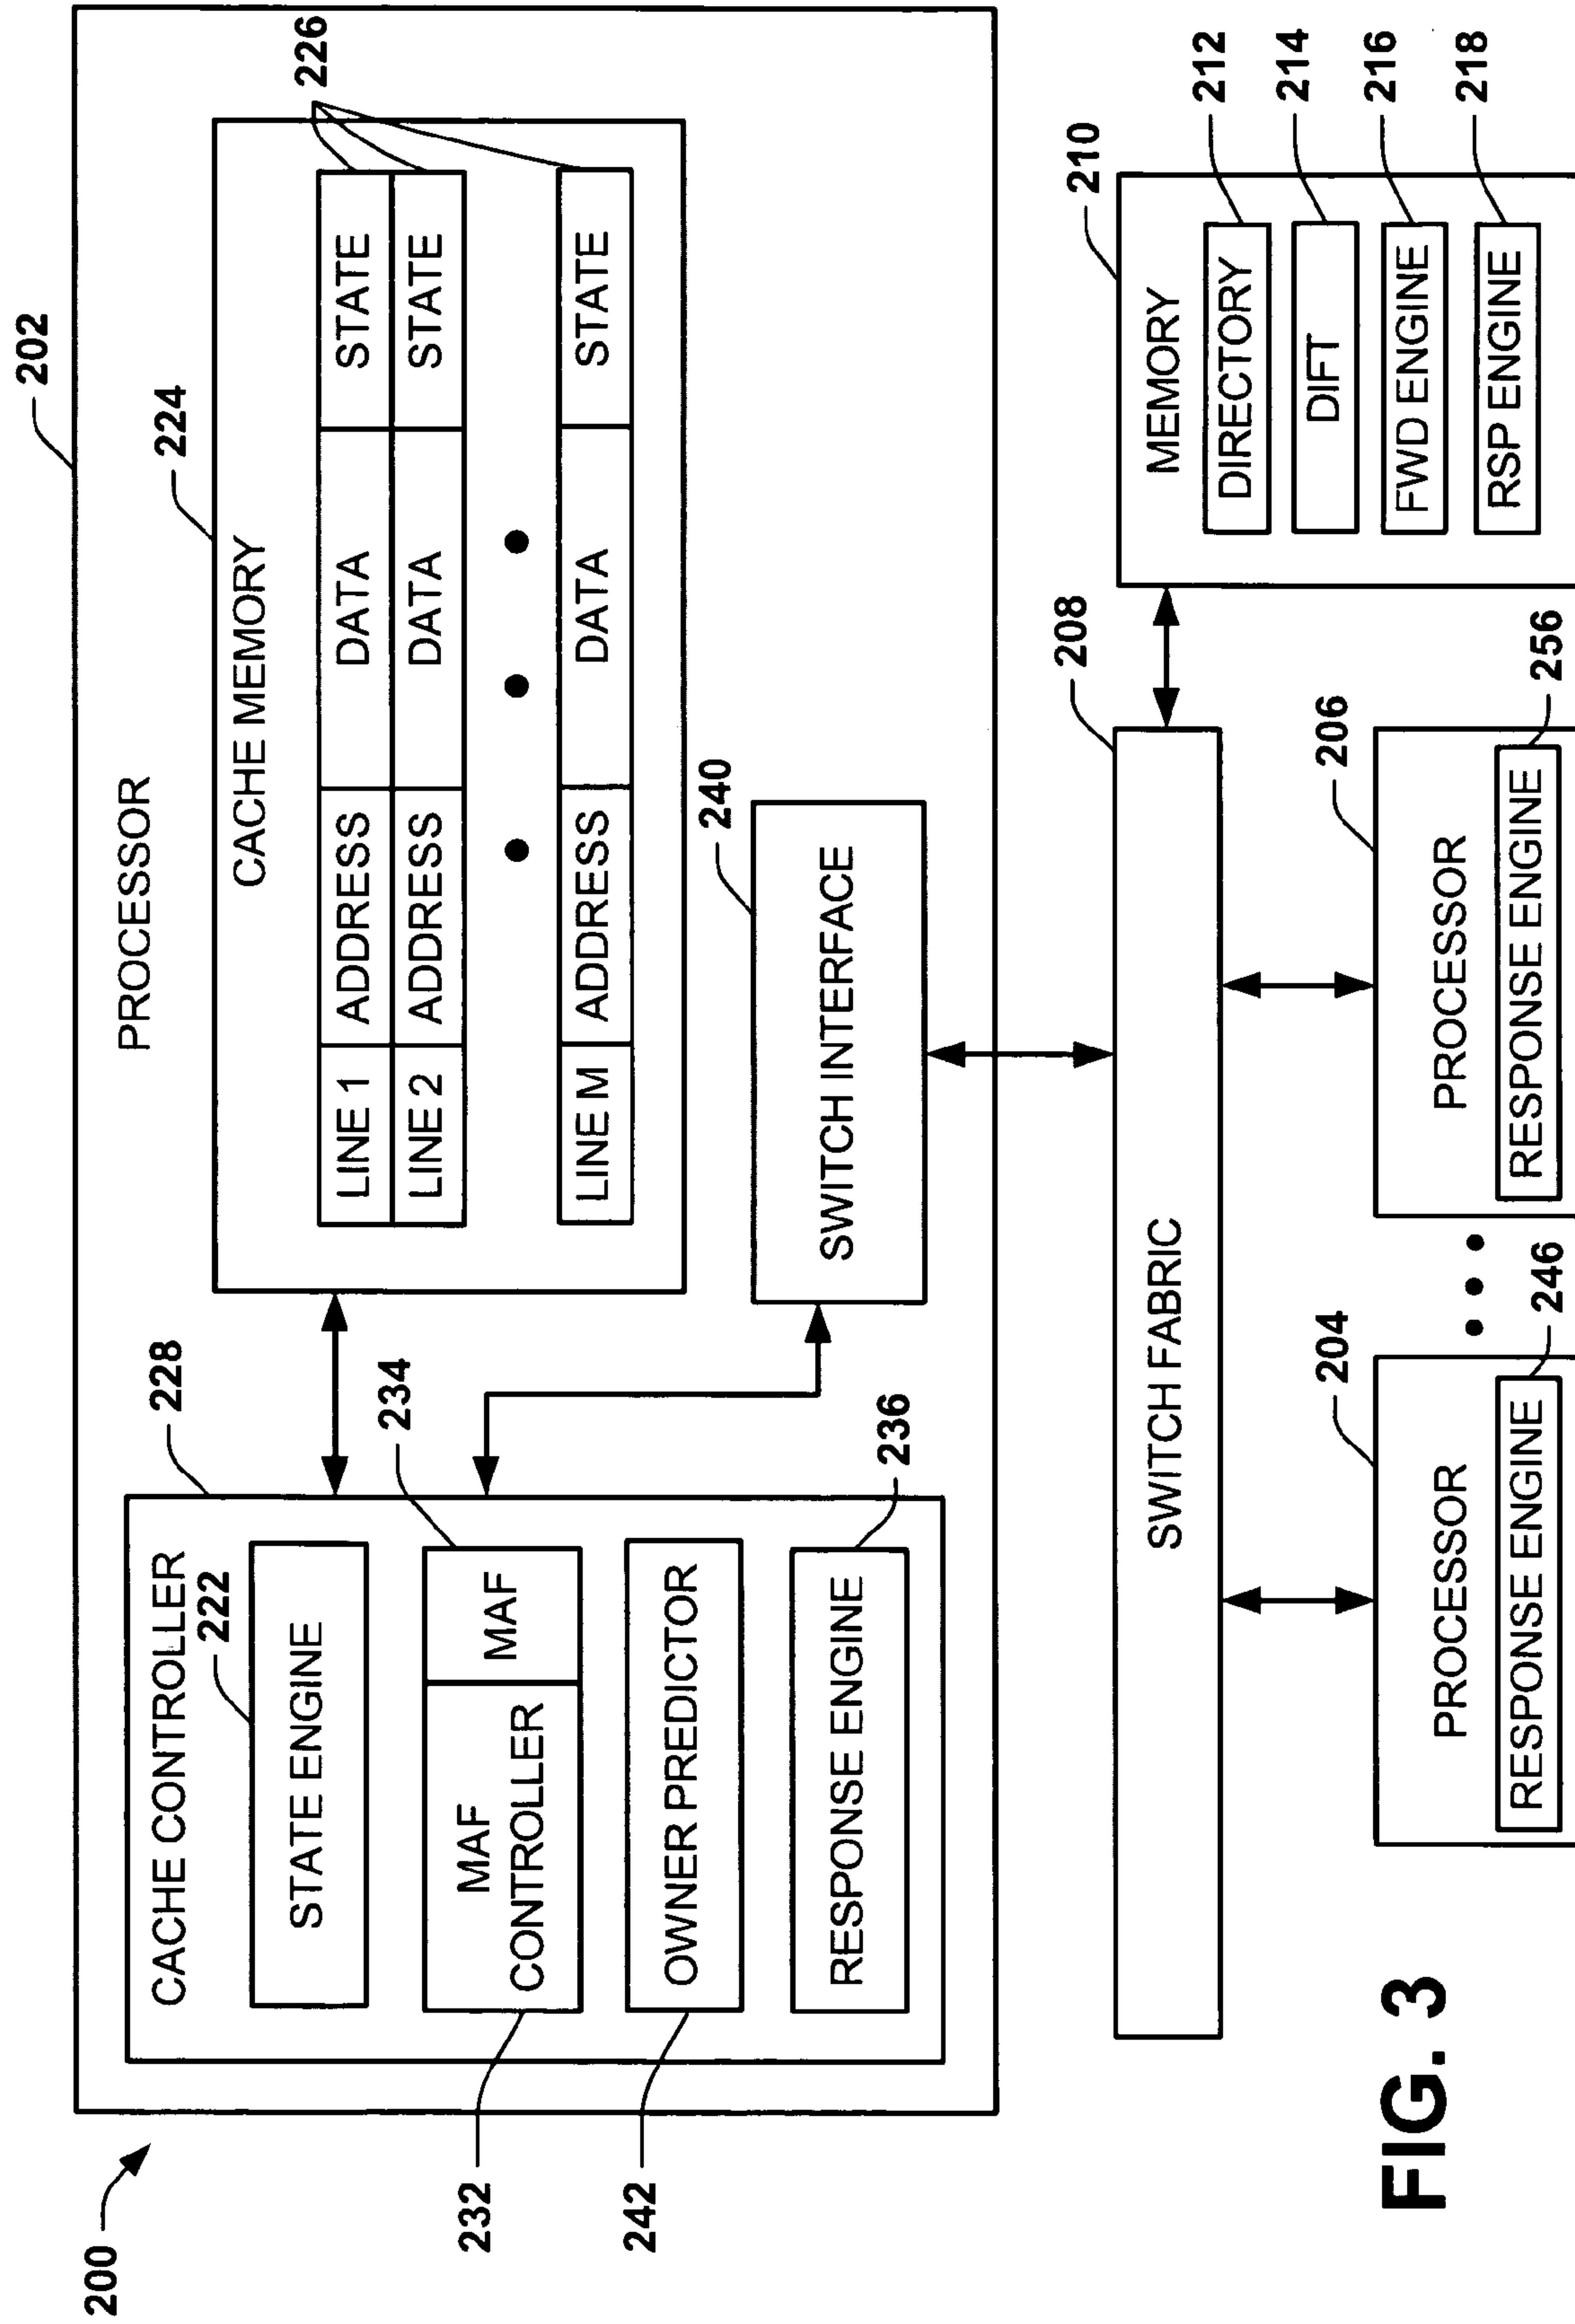 200
202
PROCESSOR
CACHE CONTROLLER
228
222
STATE ENGINE
234
MAF CONTROLLER
MAF
232
OWNER PREDICTOR
242
RESPONSE ENGINE
236
224
CACHE MEMORY
226
LINE 1 ADDRESS DATA STATE
LINE 2 ADDRESS DATA STATE
LINE M ADDRESS DATA STATE
240
SWITCH INTERFACE
208
SWITCH FABRIC
210
MEMORY
DIRECTORY 212
DIFT 214
FWD ENGINE 216
RSP ENGINE 218
204
PROCESSOR
RESPONSE ENGINE
246
206
PROCESSOR
RESPONSE ENGINE
256
FIG. 3